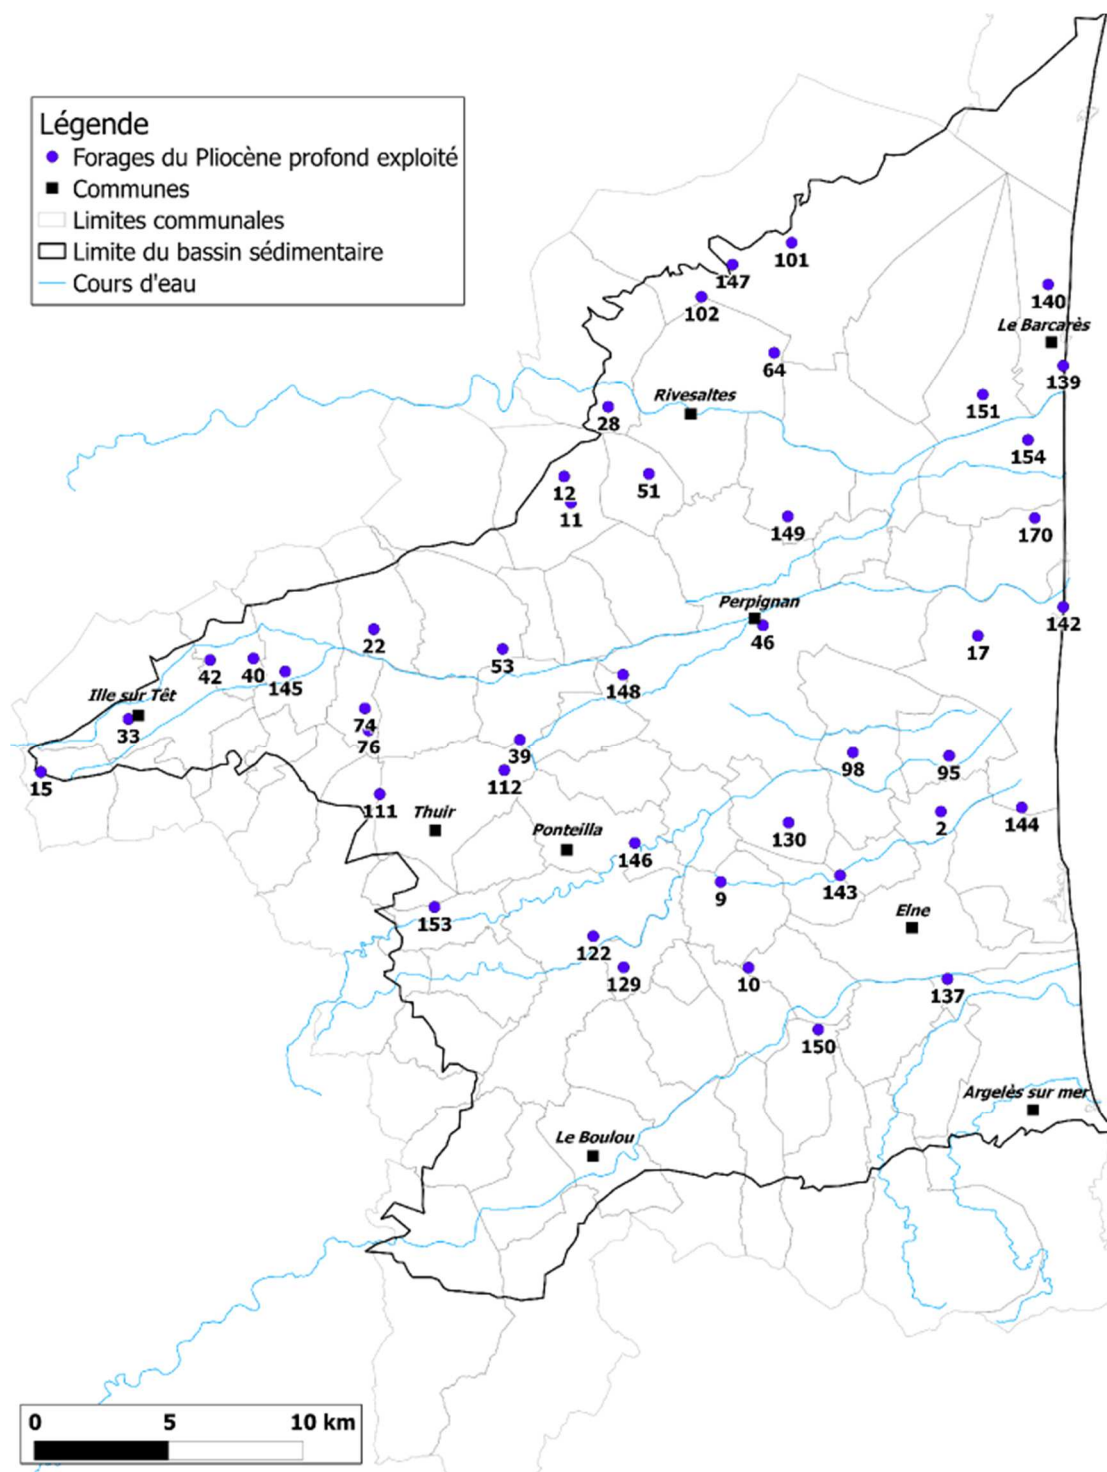 Légende
Forages du Pliocène profond exploité
Communes
Limites communales
Limite du bassin sédimentaire
Cours d'eau
101
147
140
102
Le Barcarès
64
139
Rivesaltes
151
28
154
12
51
11
149
170
Perpignan
46
142
22
17
53
42
40
145
148
Ille sur Têt
33
74
76
39
98
95
15
112
111
Thuir
2
144
Ponteilla
130
146
9
143
153
Elne
122
129
10
137
150
Argelès sur mer
Le Boulou
0 5 10 km